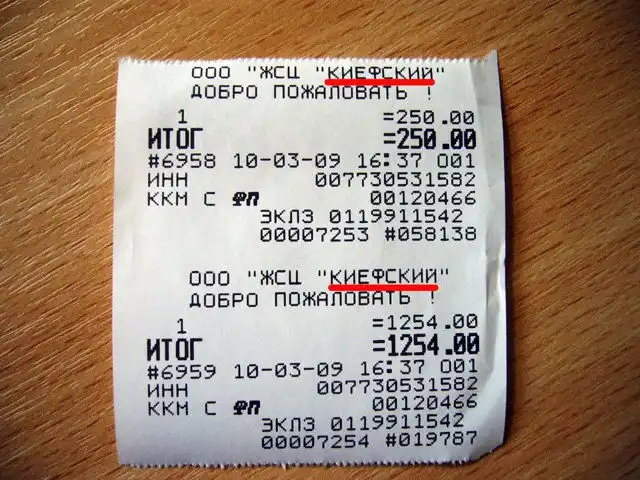 ООО "ЖСЦ "КИЕФСКИЙ"
ДОБРО ПОЖАЛОВАТЬ !
1 =250.00
ИТОГ =250.00
#6958 10-03-09 16:37 001
ИНН 007730531582
ККМ С ФП 00120466
ЭКЛЗ 0119911542
00007253 #058138
ООО "ЖСЦ "КИЕФСКИЙ"
ДОБРО ПОЖАЛОВАТЬ !
1 =1254.00
ИТОГ =1254.00
#6959 10-03-09 16:37 001
ИНН 007730531582
ККМ С ФП 00120466
ЭКЛЗ 0119911542
00007254 #019787